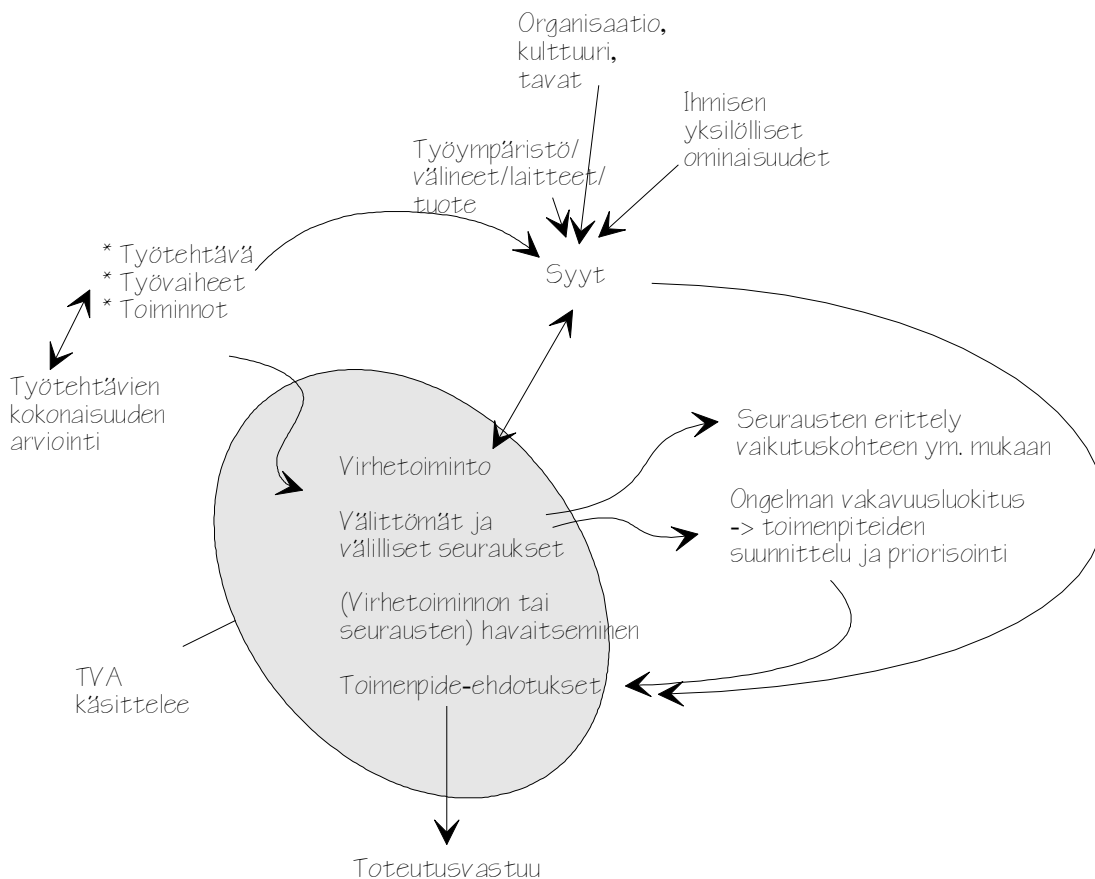 Organisaatio,
kulttuuri,
tavat
Ihmisen
yksilölliset
ominaisuudet
Työympäristö/
välineet/laitteet/
tuote
* Työtehtävä
* Työvaiheet
* Toiminnot
Syyt
Työtehtävien
kokonaisuuden
arviointi
Seurausten erittely
vaikutuskohteen ym. mukaan
Virhetoiminto
Ongelman vakavuusluokitus
-> toimenpiteiden
suunnittelu ja priorisointi
Välittömät ja
välilliset seuraukset
(Virhetoiminnon tai
seurausten) havaitseminen
Toimenpide-ehdotukset
TVA
käsittelee
Toteutusvastuu